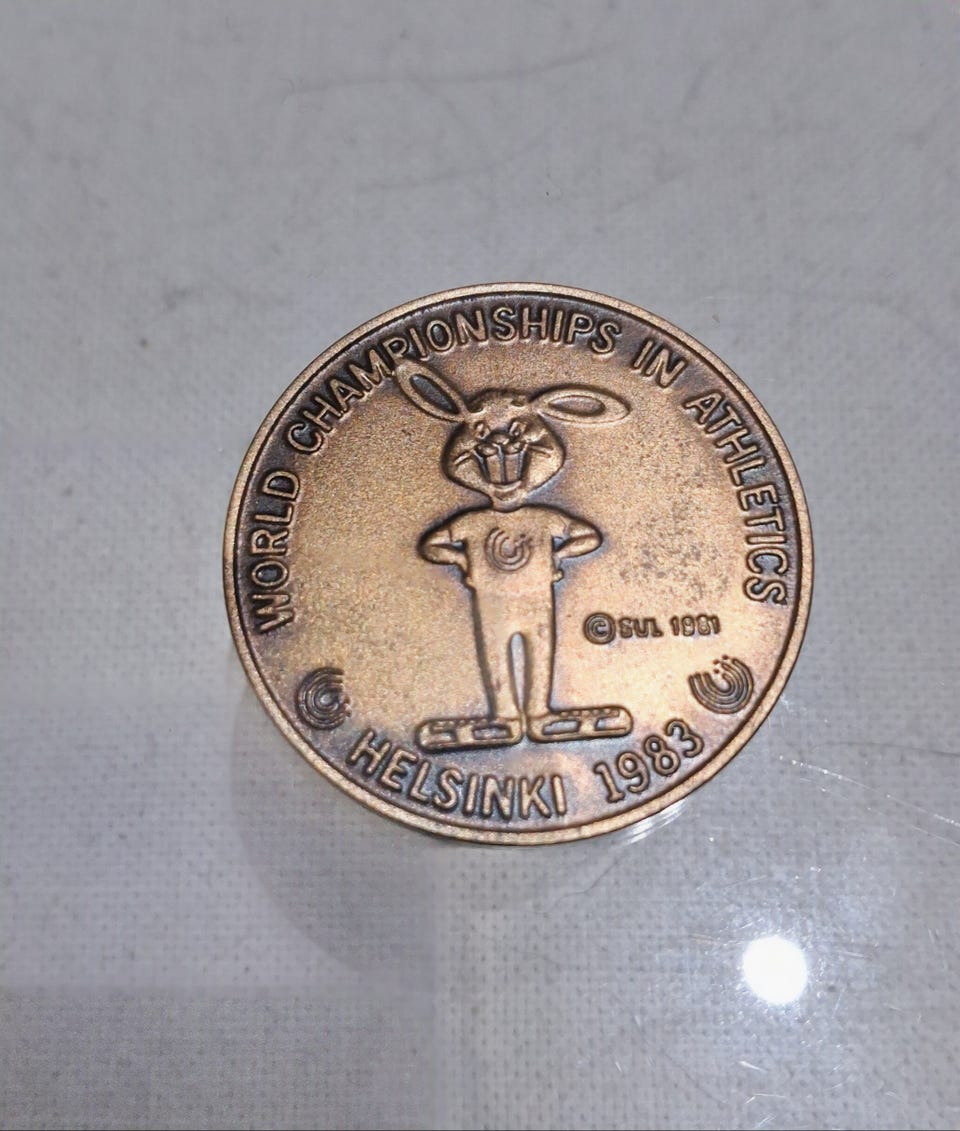 WORLD CHAMPIONSHIPS IN ATHLETICS
© SUL 1981
HELSINKI 1983